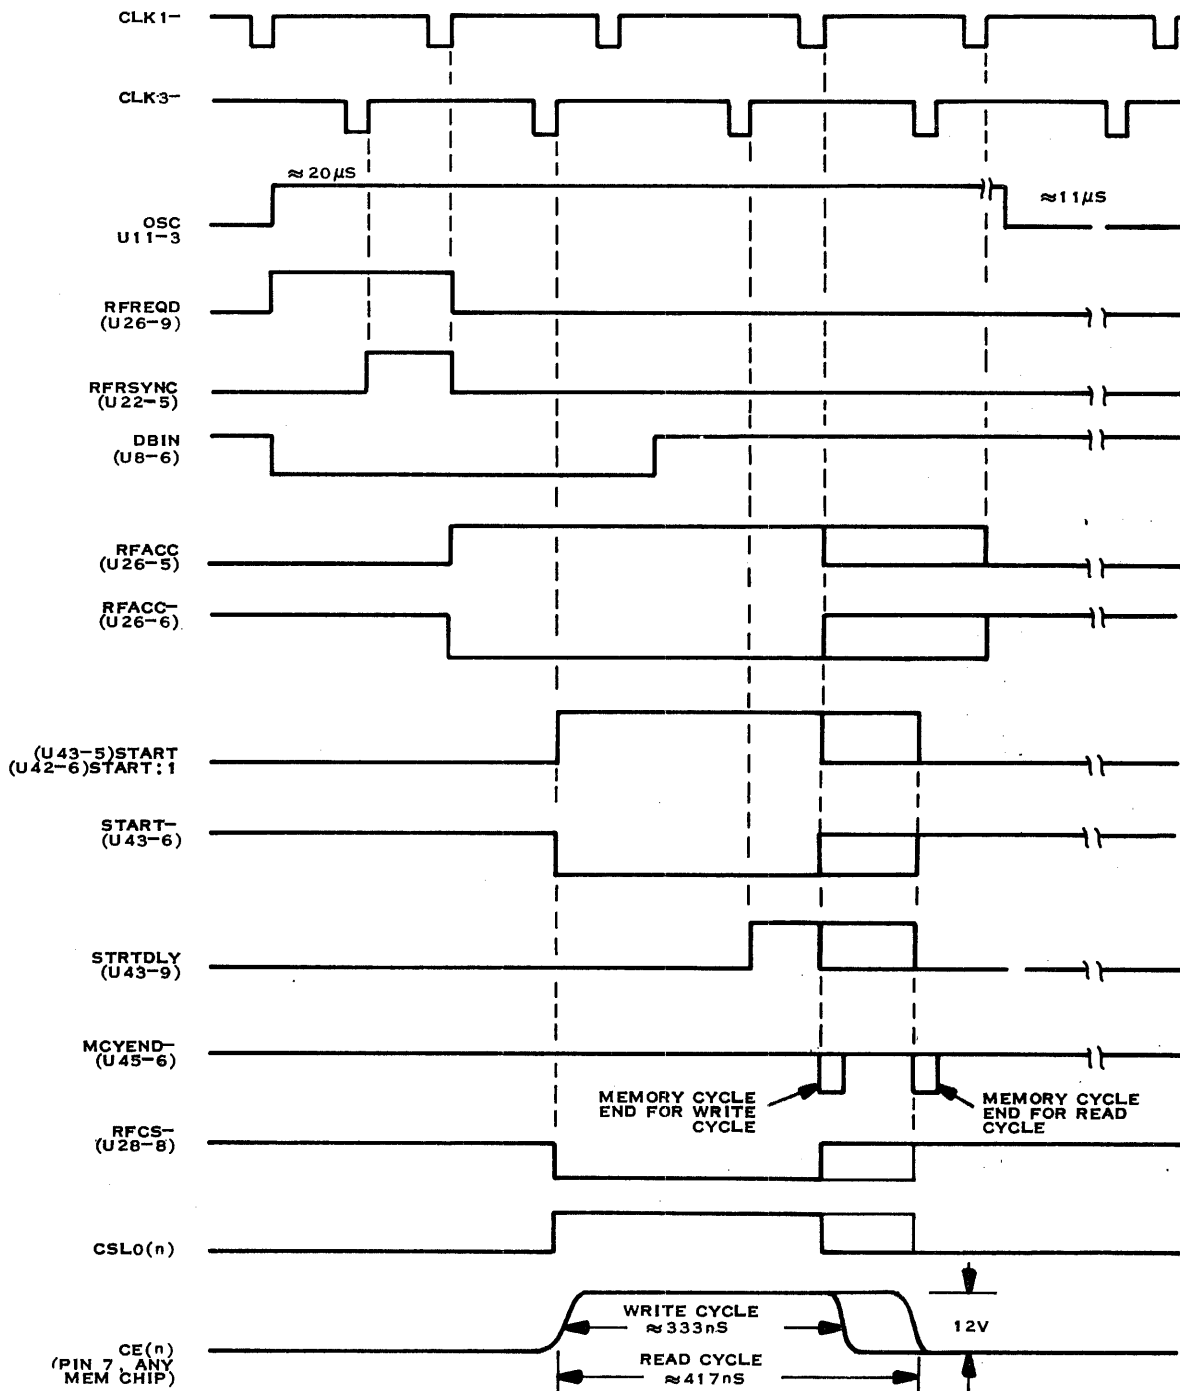 CLK1-
CLK3-
≈20µS
≈11µS
OSC
U11-3
RFREQD
(U26-9)
RFRSYNC
(U22-5)
DBIN
(U8-6)
RFACC
(U26-5)
RFACC-
(U26-6)
(U43-5)START
(U42-6)START:1
START-
(U43-6)
STRTDLY
(U43-9)
MCYEND-
(U45-6)
MEMORY CYCLE
END FOR WRITE
CYCLE
MEMORY CYCLE
END FOR READ
CYCLE
RFCS-
(U28-8)
CSLO(n)
WRITE CYCLE
≈333nS
12V
CE(n)
(PIN 7, ANY
MEM CHIP)
READ CYCLE
≈417nS